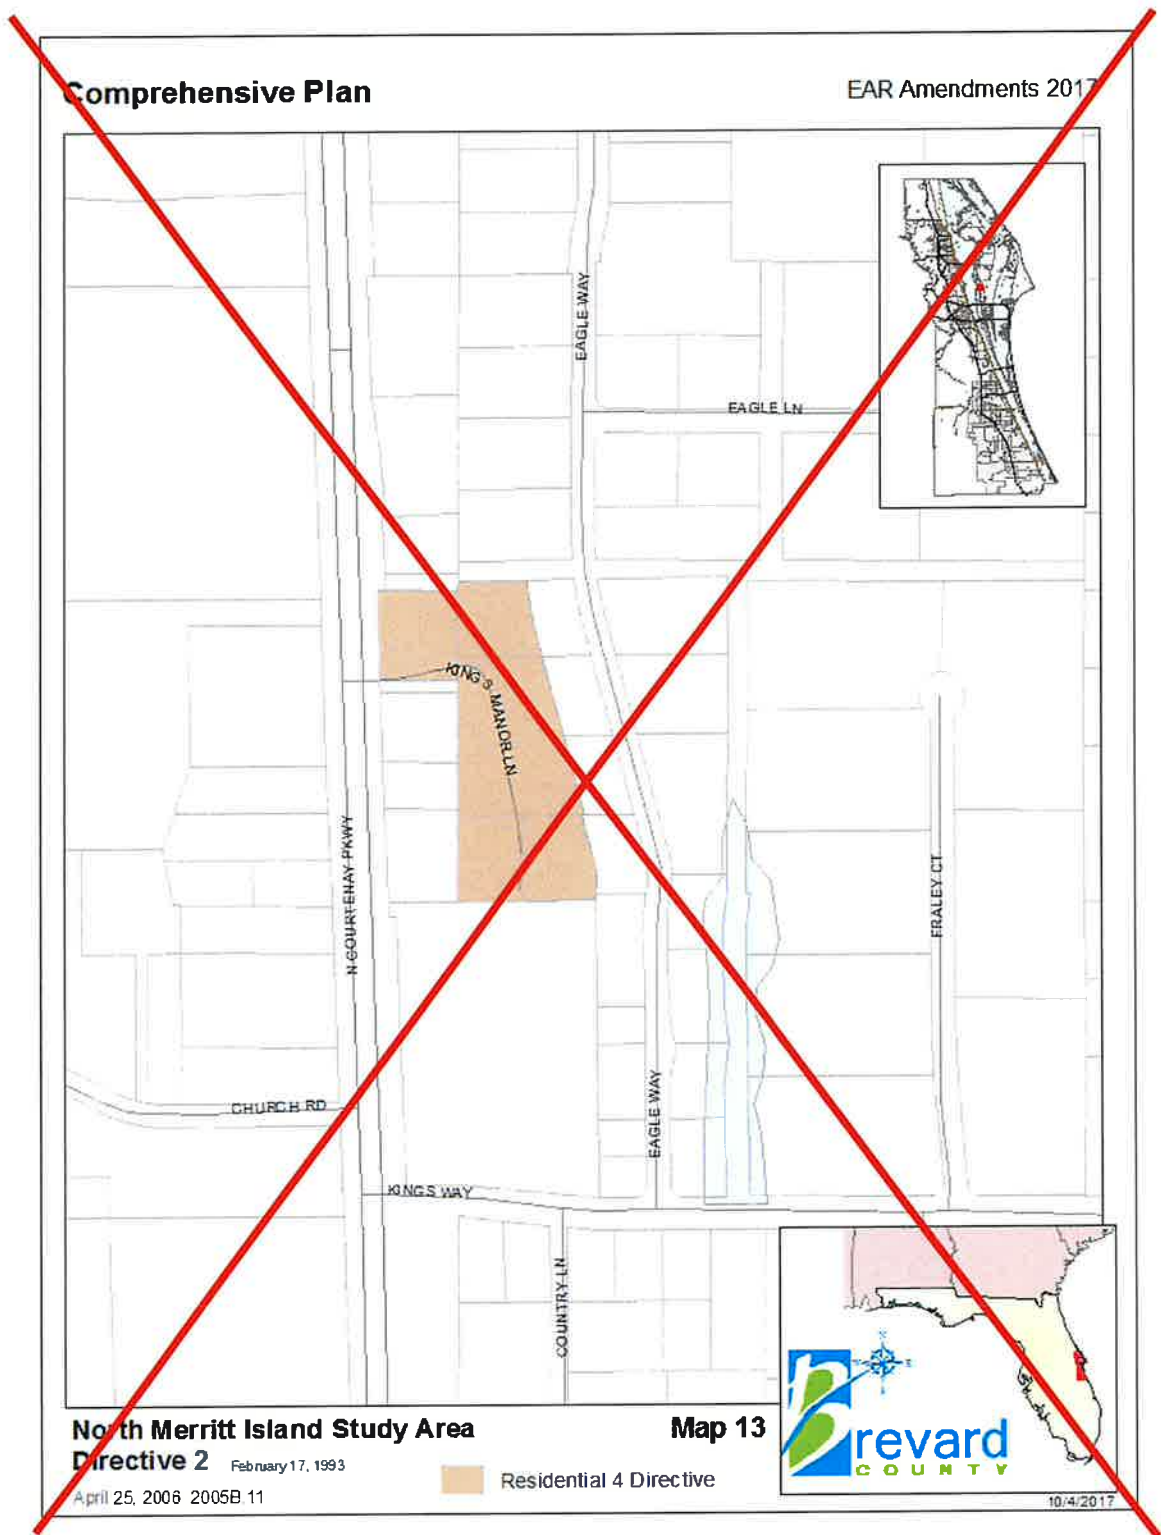 Comprehensive Plan
EAR Amendments 2017
EAGLE WAY
EAGLE LN
KING'S MANOR LN
N COURTENAY PKWY
FRALEY CT
EAGLE WAY
CHURCH RD
KINGS WAY
COUNTRY LN
North Merritt Island Study Area
Map 13
Directive 2 February 17, 1993
Residential 4 Directive
April 25, 2006 2005B.11
Brevard
COUNTY
10/4/2017